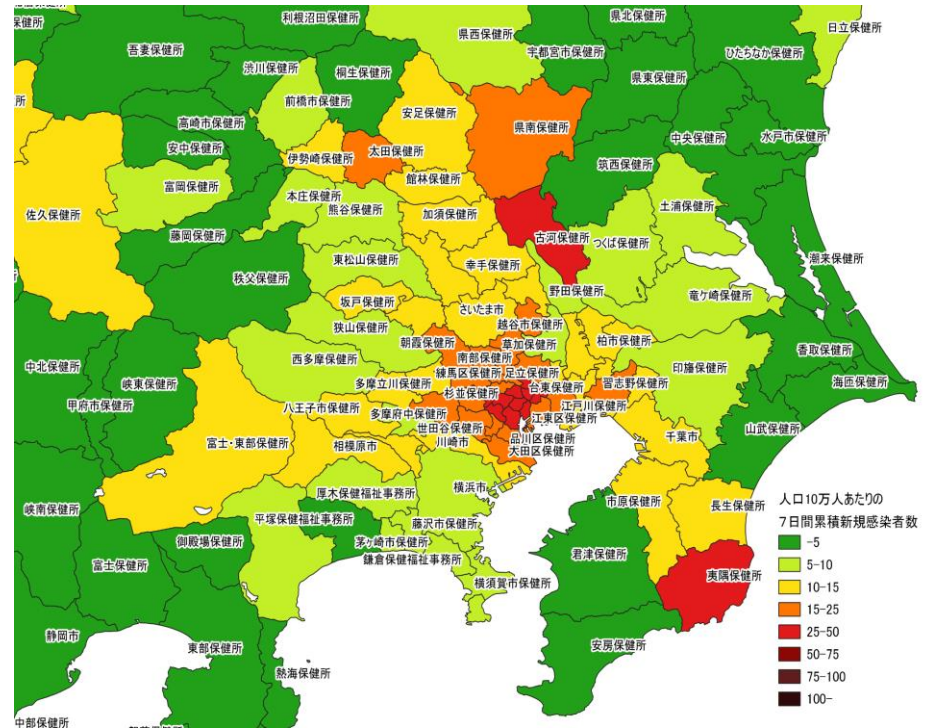 利根沼田保健所
県西保健所
県北保健所
日立保健所
吾妻保健所
宇都宮市保健所
ひたちなか保健所
渋川保健所
桐生保健所
県東保健所
前橋市保健所
安足保健所
高崎市保健所
県南保健所
中央保健所
水戸市保健所
安中保健所
太田保健所
伊勢崎保健所
筑西保健所
館林保健所
富岡保健所
本庄保健所
熊谷保健所
土浦保健所
佐久保健所
加須保健所
藤岡保健所
古河保健所
つくば保健所
東松山保健所
幸手保健所
潮来保健所
秩父保健所
野田保健所
竜ケ崎保健所
坂戸保健所
さいたま市
狭山保健所
越谷市保健所
朝霞保健所
草加保健所
柏市保健所
香取保健所
西多摩保健所
南部保健所
中北保健所
練馬区保健所
足立保健所
印旛保健所
峡東保健所
多摩立川保健所
杉並保健所
台東保健所
習志野保健所
海匝保健所
甲府市保健所
八王子市保健所
多摩府中保健所
江東区保健所
江戸川保健所
世田谷保健所
山武保健所
富士・東部保健所
相模原市
川崎市
品川区保健所
大田区保健所
千葉市
厚木保健福祉事務所
横浜市
市原保健所
長生保健所
峡南保健所
平塚保健福祉事務所
藤沢市保健所
御殿場保健所
茅ヶ崎市保健所
君津保健所
富士保健所
鎌倉保健福祉事務所
夷隅保健所
横須賀市保健所
静岡市
東部保健所
安房保健所
熱海保健所
中部保健所
人口10万人あたりの
7日間累積新規感染者数
-5
5-10
10-15
15-25
25-50
50-75
75-100
100-